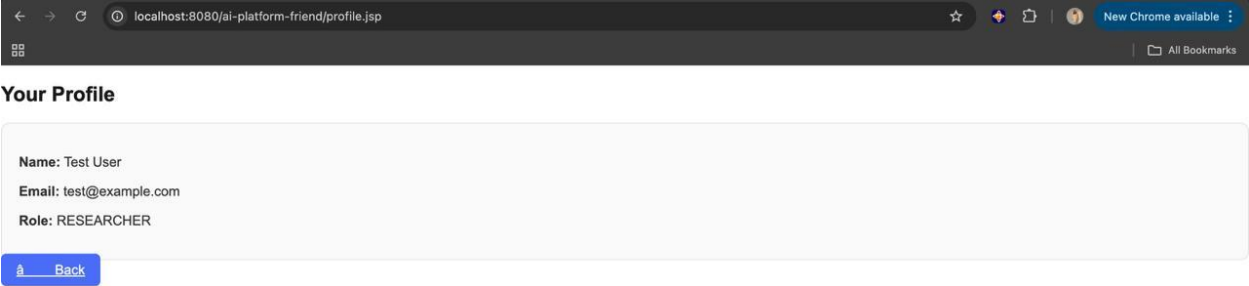 localhost:8080/ai-platform-friend/profile.jsp
New Chrome available
All Bookmarks
Your Profile
Name: Test User
Email: test@example.com
Role: RESEARCHER
â Back